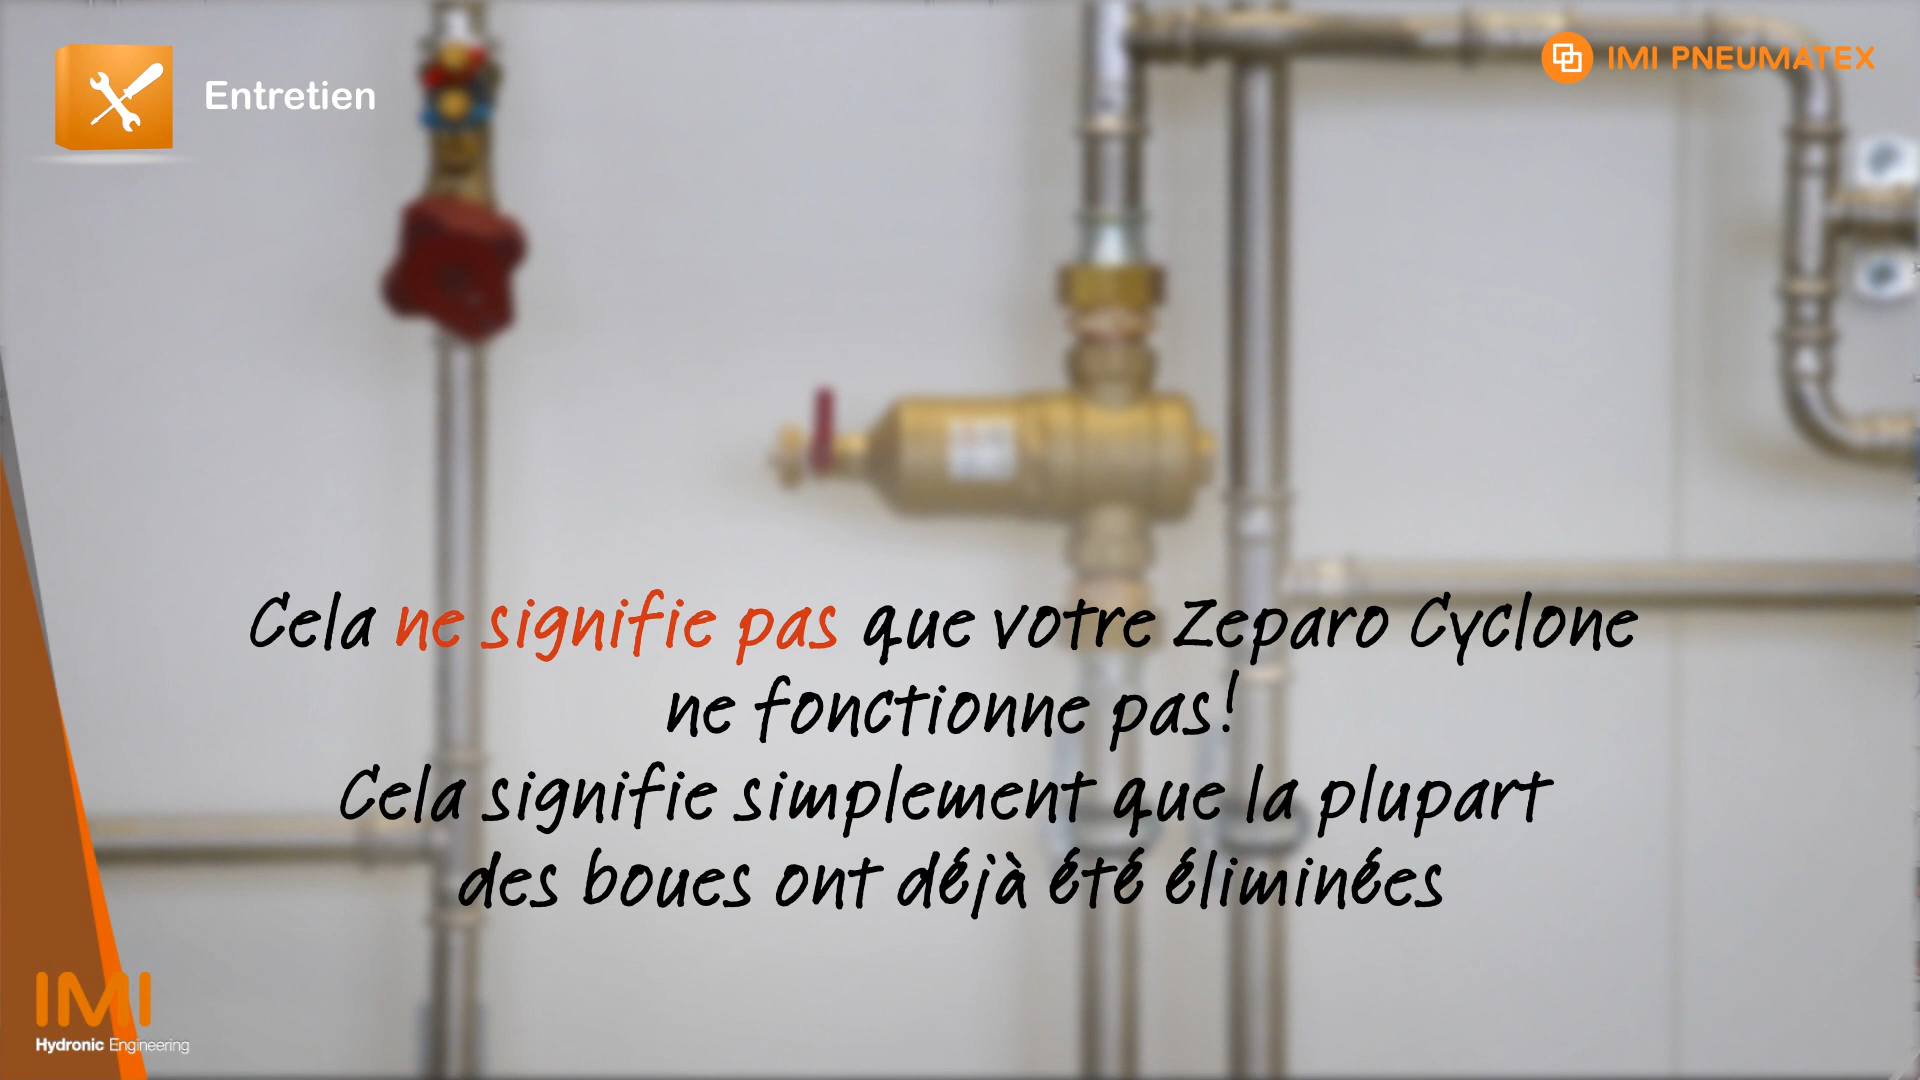 Entretien
IMI PNEUMATEX
Cela ne signifie pas que votre Zeparo Cyclone
ne fonctionne pas!
Cela signifie simplement que la plupart
des boues ont déjà été éliminées
IMI
Hydronic Engineering